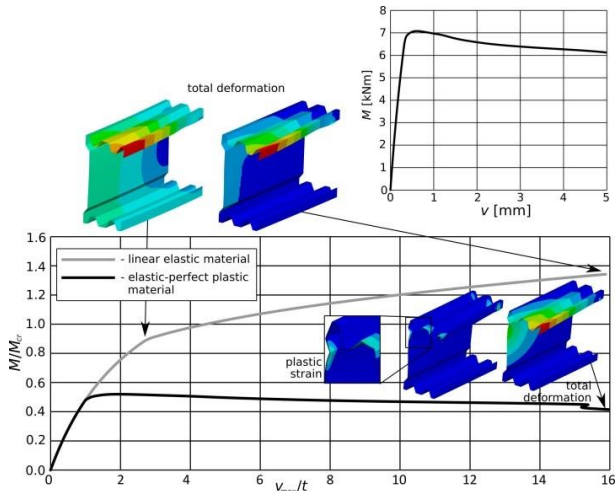 total deformation
8
7
6
5
4
3
2
1
0
M [kNm]
0 1 2 3 4 5
v [mm]
1.6
1.4
1.2
1.0
0.8
0.6
0.4
0.2
0.0
M/M_cr
- linear elastic material
- elastic-perfect plastic
material
plastic
strain
total
deformation
0 2 4 6 8 10 12 14 16